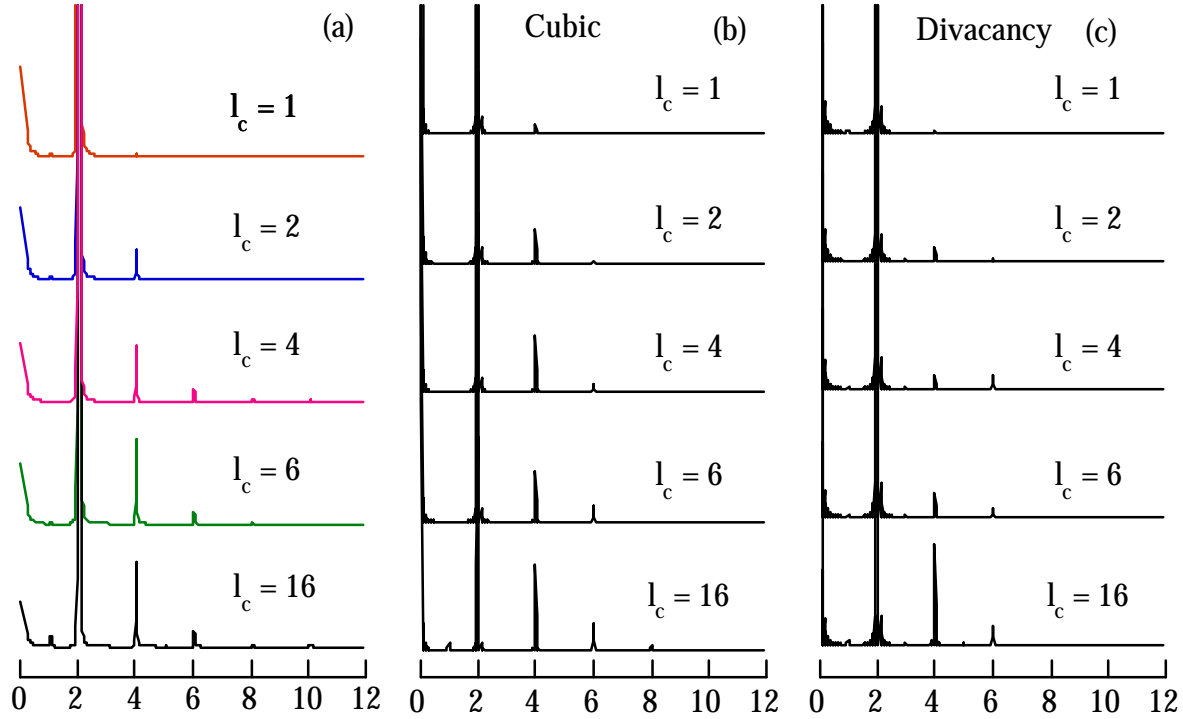 (a)
l_c = 1
l_c = 2
l_c = 4
l_c = 6
l_c = 16
0 2 4 6 8 10 12
Cubic (b)
l_c = 1
l_c = 2
l_c = 4
l_c = 6
l_c = 16
0 2 4 6 8 10 12
Divacancy (c)
l_c = 1
l_c = 2
l_c = 4
l_c = 6
l_c = 16
0 2 4 6 8 10 12